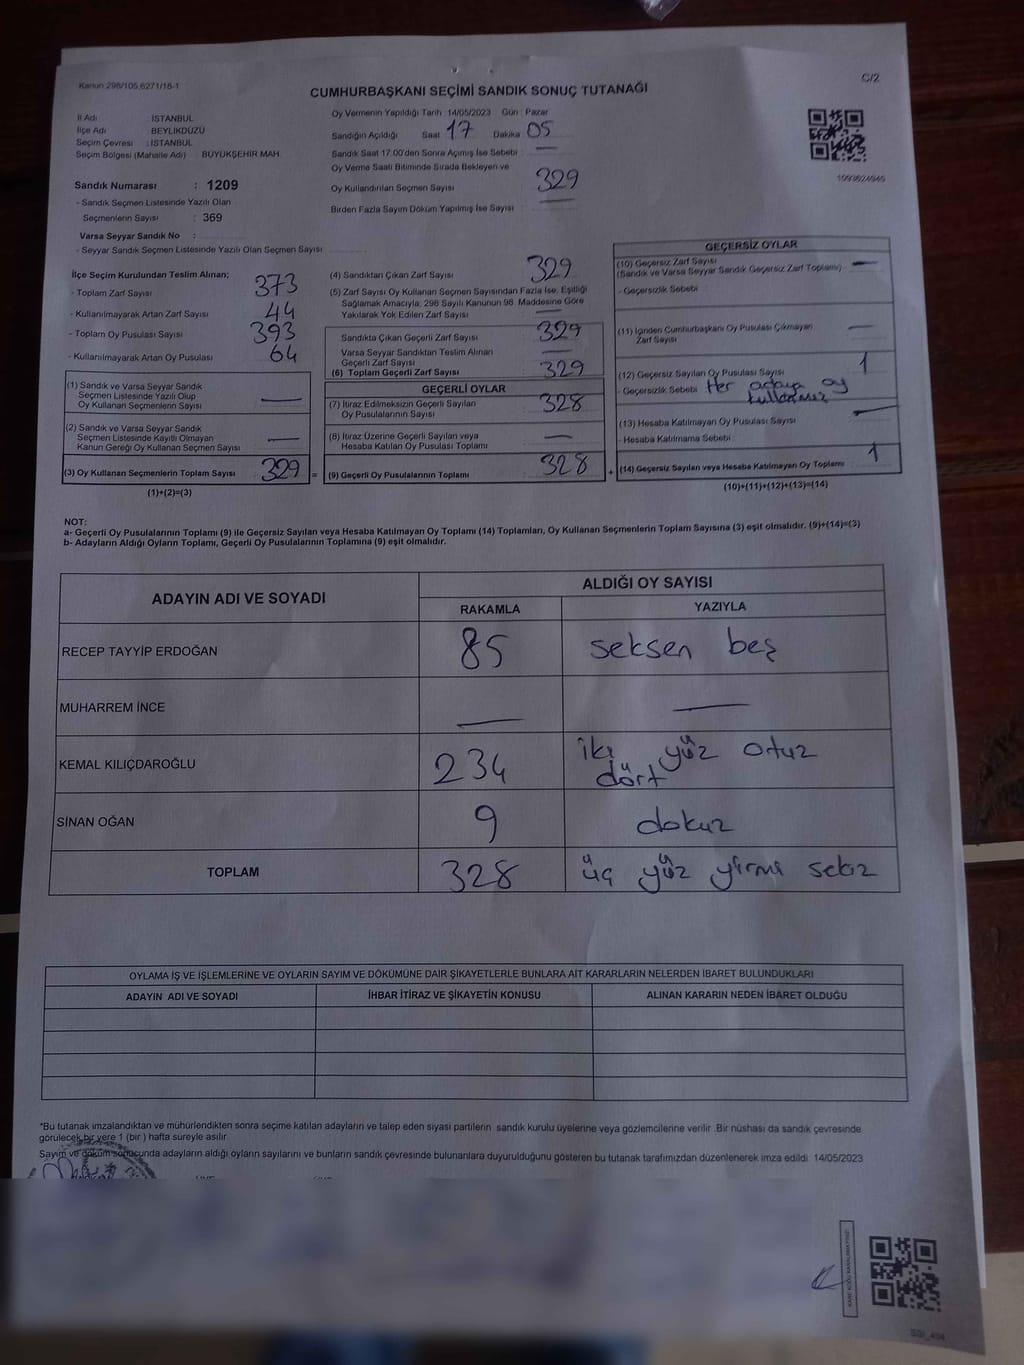 Kanun:298/105,6271/18-1
C/2
CUMHURBAŞKANI SEÇİMİ SANDIK SONUÇ TUTANAĞI
İl Adı : İSTANBUL
İlçe Adı BEYLİKDÜZÜ
Seçim Çevresi : İSTANBUL
Seçim Bölgesi (Mahalle Adı) BÜYÜKŞEHİR MAH.
Sandık Numarası : 1209
- Sandık Seçmen Listesinde Yazılı Olan
Seçmenlerin Sayısı : 369
Varsa Seyyar Sandık No :
- Seyyar Sandık Seçmen Listesinde Yazılı Olan Seçmen Sayısı
Oy Vermenin Yapıldığı Tarih :14/05/2023 Gün : Pazar
Sandığın Açıldığı Saat 17 Dakika 05
Sandık Saat 17:00'den Sonra Açımış İse Sebebi : —
Oy Verme Saati Bitiminde Sırada Bekleyen ve
Oy Kullandırılan Seçmen Sayısı 329
Birden Fazla Sayım Döküm Yapılmış İse Sayısı : —
1093624945
İlçe Seçim Kurulundan Teslim Alınan;
- Toplam Zarf Sayısı 373
- Kullanılmayarak Artan Zarf Sayısı 44
- Toplam Oy Pusulası Sayısı 393
- Kullanılmayarak Artan Oy Pusulası 64
(1) Sandık ve Varsa Seyyar Sandık
Seçmen Listesinde Yazılı Olup
Oy Kullanan Seçmenlerin Sayısı —
(2) Sandık ve Varsa Seyyar Sandık
Seçmen Listesinde Kayıtlı Olmayan
Kanun Gereği Oy Kullanan Seçmen Sayısı —
(3) Oy Kullanan Seçmenlerin Toplam Sayısı 329 =
(1)+(2)=(3)
(4) Sandıktan Çıkan Zarf Sayısı 329
(5) Zarf Sayısı Oy Kullanan Seçmen Sayısından Fazla İse, Eşitliği
Sağlamak Amacıyla, 298 Sayılı Kanunun 98. Maddesine Göre
Yakılarak Yok Edilen Zarf Sayısı —
Sandıkta Çıkan Geçerli Zarf Sayısı 329
Varsa Seyyar Sandıktan Teslim Alınan
Geçerli Zarf Sayısı —
(6) Toplam Geçerli Zarf Sayısı 329
GEÇERLİ OYLAR
(7) İtiraz Edilmeksizin Geçerli Sayılan
Oy Pusulalarının Sayısı 328
(8) İtiraz Üzerine Geçerli Sayılan veya
Hesaba Katılan Oy Pusulası Toplamı —
(9) Geçerli Oy Pusulalarının Toplamı 328 +
GEÇERSİZ OYLAR
(10) Geçersiz Zarf Sayısı —
(Sandık ve Varsa Seyyar Sandık Geçersiz Zarf Toplamı)
- Geçersizlik Sebebi
(11) İçinden Cumhurbaşkanı Oy Pusulası Çıkmayan
Zarf Sayısı —
(12) Geçersiz Sayılan Oy Pusulası Sayısı 1
- Geçersizlik Sebebi Her adaya oy
kullanmış
(13) Hesaba Katılmayan Oy Pusulası Sayısı —
- Hesaba Katılmama Sebebi
(14) Geçersiz Sayılan veya Hesaba Katılmayan Oy Toplamı 1
(10)+(11)+(12)+(13)=(14)
NOT:
a- Geçerli Oy Pusulalarının Toplamı (9) ile Geçersiz Sayılan veya Hesaba Katılmayan Oy Toplamı (14) Toplamları, Oy Kullanan Seçmenlerin Toplam Sayısına (3) eşit olmalıdır. (9)+(14)=(3)
b- Adayların Aldığı Oyların Toplamı, Geçerli Oy Pusulalarının Toplamına (9) eşit olmalıdır.
ADAYIN ADI VE SOYADI ALDIĞI OY SAYISI
RAKAMLA YAZIYLA
RECEP TAYYİP ERDOĞAN 85 seksen beş
MUHARREM İNCE — —
KEMAL KILIÇDAROĞLU 234 iki yüz otuz
dört
SİNAN OĞAN 9 dokuz
TOPLAM 328 üç yüz yirmi sekiz
OYLAMA İŞ VE İŞLEMLERİNE VE OYLARIN SAYIM VE DÖKÜMÜNE DAİR ŞİKAYETLERLE BUNLARA AİT KARARLARIN NELERDEN İBARET BULUNDUKLARI
ADAYIN ADI VE SOYADI İHBAR İTİRAZ VE ŞİKAYETİN KONUSU ALINAN KARARIN NEDEN İBARET OLDUĞU
*Bu tutanak imzalandıktan ve mühürlendikten sonra seçime katılan adayların ve talep eden siyasi partilerin sandık kurulu üyelerine veya gözlemcilerine verilir .Bir nüshası da sandık çevresinde
görülecek bir yere 1 (bir ) hafta süreyle asılır
Sayım ve döküm sonucunda adayların aldığı oyların sayılarını ve bunların sandık çevresinde bulunanlara duyurulduğunu gösteren bu tutanak tarafımızdan düzenlenerek imza edildi. 14/05/2023